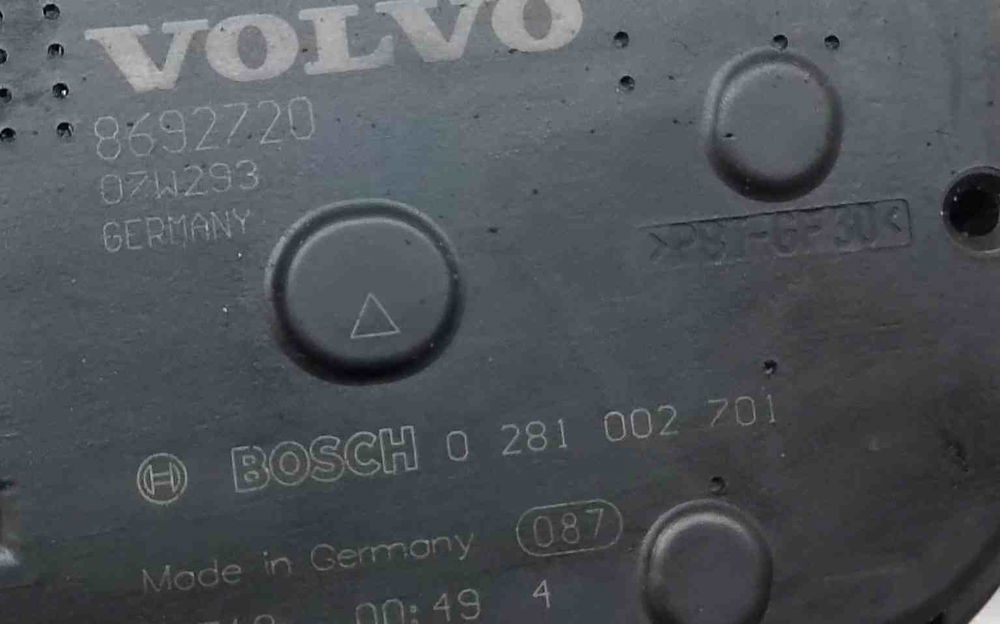 VOLVO
8692720
07W293
GERMANY
>PBT-GF30<
BOSCH 0 281 002 701
Made in Germany 087
00:49 4